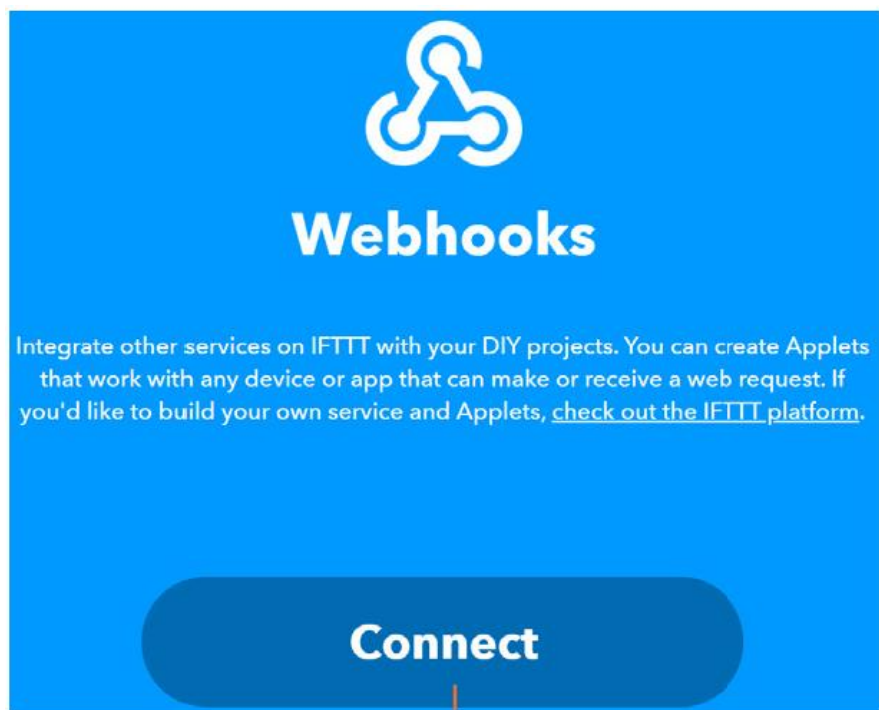 Webhooks
Integrate other services on IFTTT with your DIY projects. You can create Applets
that work with any device or app that can make or receive a web request. If
you'd like to build your own service and Applets, check out the IFTTT platform.
Connect